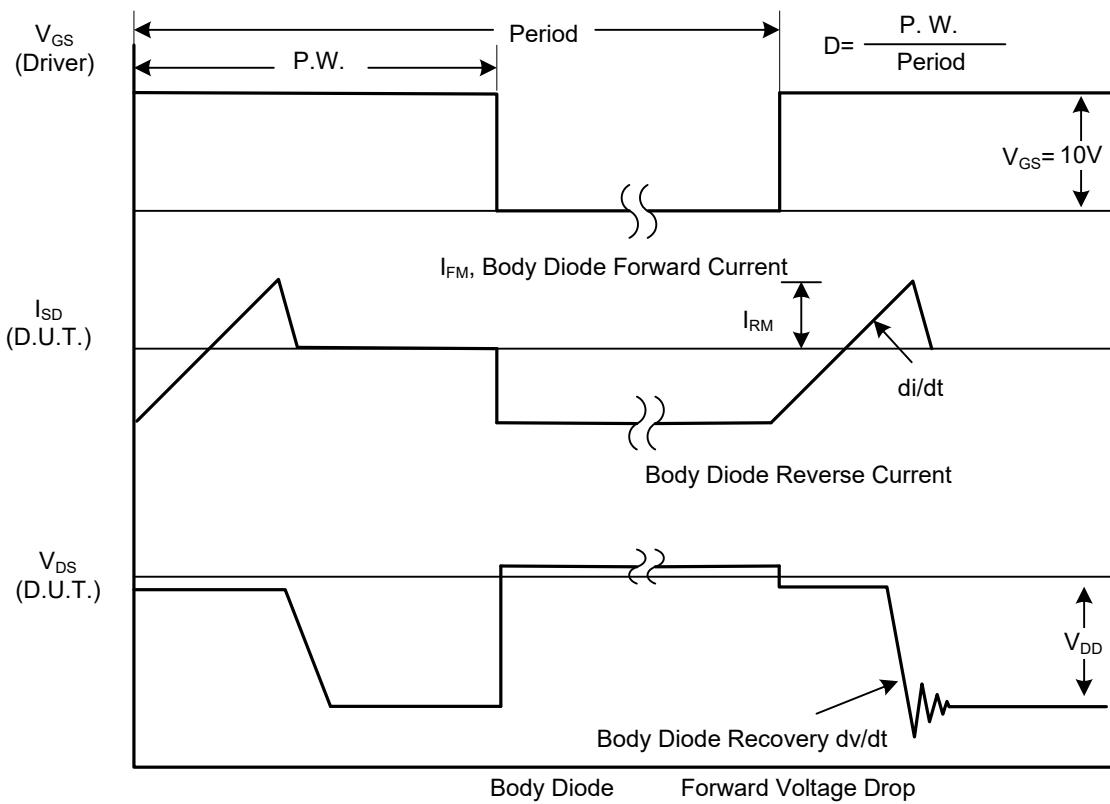 V_GS
(Driver)
Period
P.W.
D= P. W.
Period
V_GS= 10V
I_FM, Body Diode Forward Current
I_SD
(D.U.T.)
I_RM
di/dt
Body Diode Reverse Current
V_DS
(D.U.T.)
V_DD
Body Diode Recovery dv/dt
Body Diode Forward Voltage Drop